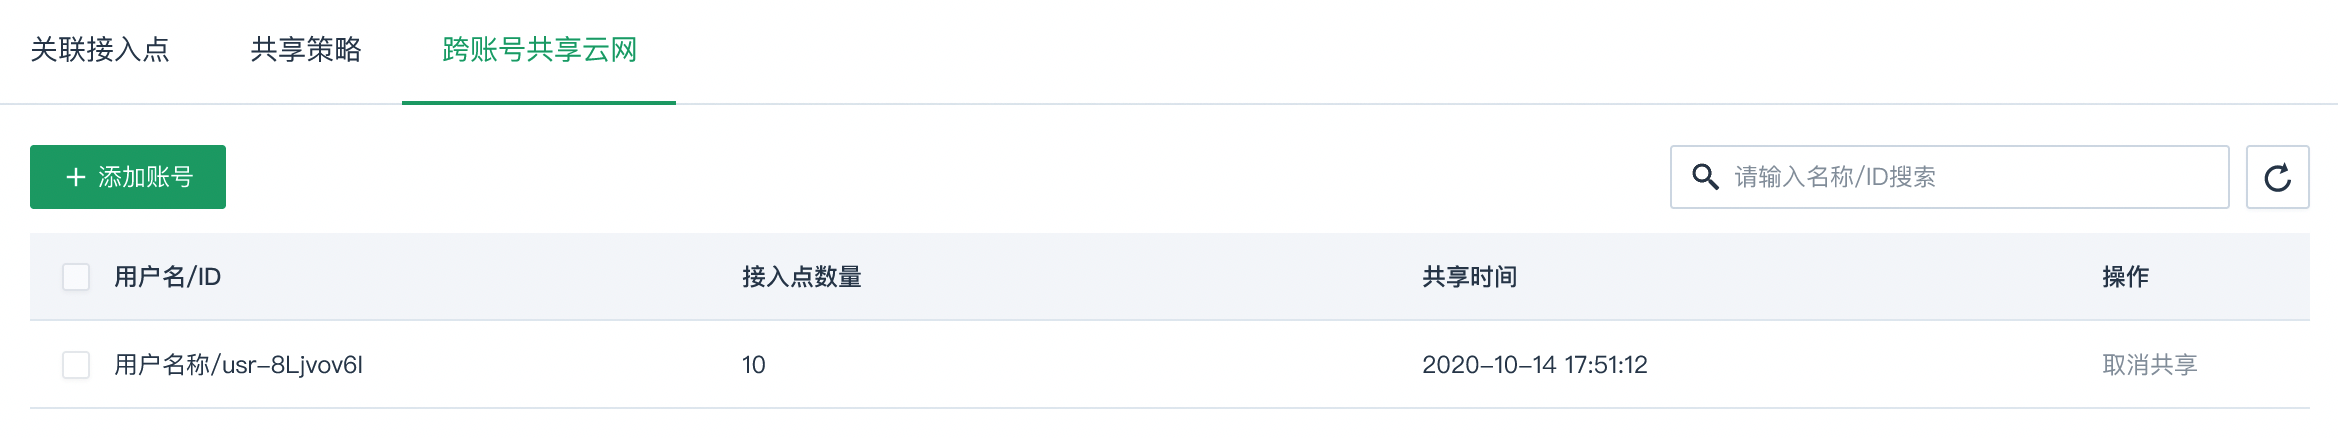 关联接入点 共享策略 跨账号共享云网
+ 添加账号 请输入名称/ID搜索
用户名/ID 接入点数量 共享时间 操作
用户名称/usr-8Ljvov6l 10 2020-10-14 17:51:12 取消共享